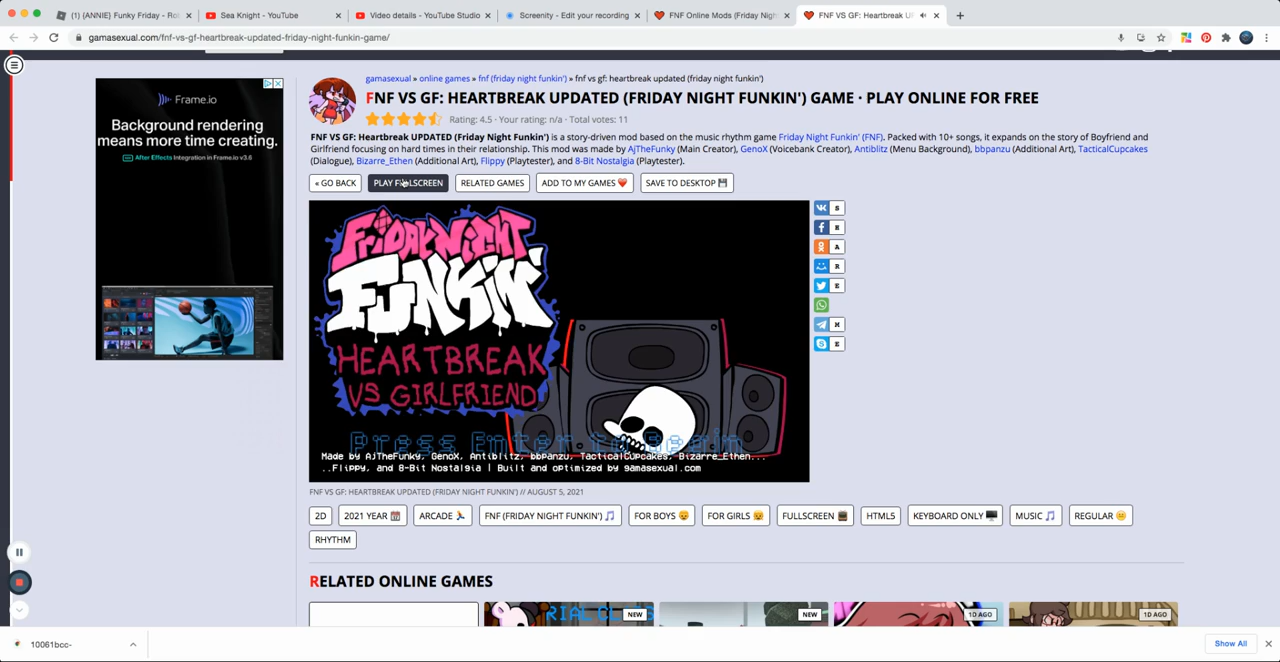 (1) {ANNIE} Funky Friday - Ro
Sea Knight - YouTube
Video details - YouTube Studio
Screenity - Edit your recording
FNF Online Mods (Friday Nigh
FNF VS GF: Heartbreak UP
gamasexual.com/fnf-vs-gf-heartbreak-updated-friday-night-funkin-game/
Frame.io
Background rendering
means more time creating.
After Effects Integration in Frame.io v3.6
gamasexual » online games » fnf (friday night funkin') » fnf vs gf: heartbreak updated (friday night funkin')
FNF VS GF: HEARTBREAK UPDATED (FRIDAY NIGHT FUNKIN') GAME · PLAY ONLINE FOR FREE
Rating: 4.5 · Your rating: n/a · Total votes: 11
FNF VS GF: Heartbreak UPDATED (Friday Night Funkin') is a story-driven mod based on the music rhythm game Friday Night Funkin' (FNF). Packed with 10+ songs, it expands on the story of Boyfriend and
Girlfriend focusing on hard times in their relationship. This mod was made by AjTheFunky (Main Creator), GenoX (Voicebank Creator), Antiblitz (Menu Background), bbpanzu (Additional Art), TacticalCupcakes
(Dialogue), Bizarre_Ethen (Additional Art), Flippy (Playtester), and 8-Bit Nostalgia (Playtester).
« GO BACK
PLAY FULLSCREEN
RELATED GAMES
ADD TO MY GAMES
SAVE TO DESKTOP
FRIDAY NIGHT
FUNKIN'
HEARTBREAK
VS GIRLFRIEND
Press Enter to Begin
Made by AjTheFunky, GenoX, Antiblitz, bbpanzu, TacticalCupcakes, Bizarre_Ethen...
..Flippy, and 8-Bit Nostalgia | Built and optimized by gamasexual.com
S
H
A
R
E
Ж
E
FNF VS GF: HEARTBREAK UPDATED (FRIDAY NIGHT FUNKIN') // AUGUST 5, 2021
2D
2021 YEAR
ARCADE
FNF (FRIDAY NIGHT FUNKIN')
FOR BOYS
FOR GIRLS
FULLSCREEN
HTML5
KEYBOARD ONLY
MUSIC
REGULAR
RHYTHM
RELATED ONLINE GAMES
NEW
NEW
1D AGO
1D AGO
10061bcc-
Show All